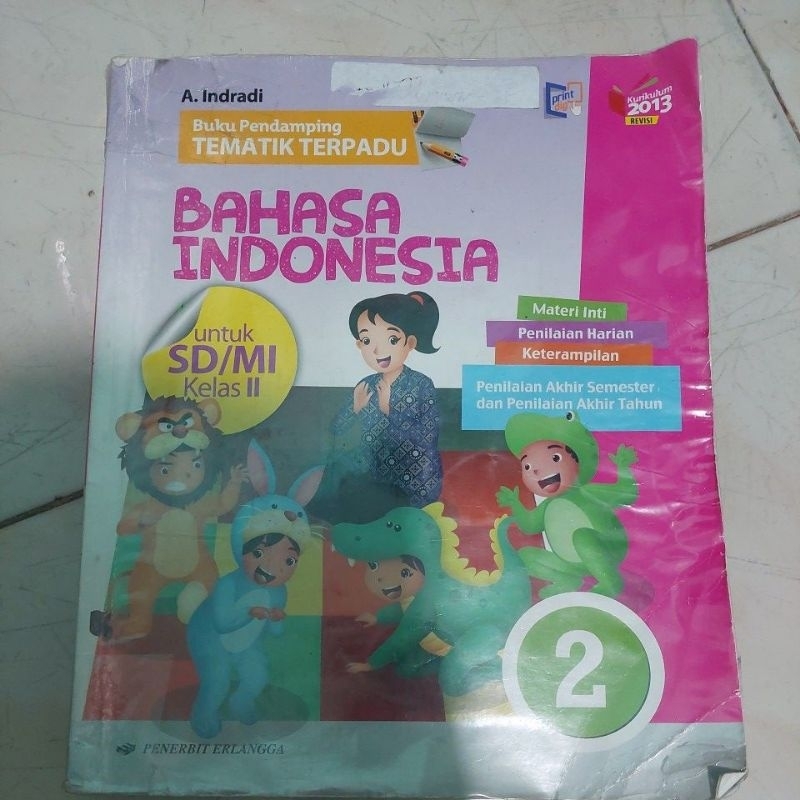 A. Indradi
print
Kurikulum
2013
REVISI
Buku Pendamping
TEMATIK TERPADU
BAHASA
INDONESIA
untuk
SD/MI
Kelas II
Materi Inti
Penilaian Harian
Keterampilan
Penilaian Akhir Semester
dan Penilaian Akhir Tahun
2
PENERBIT ERLANGGA